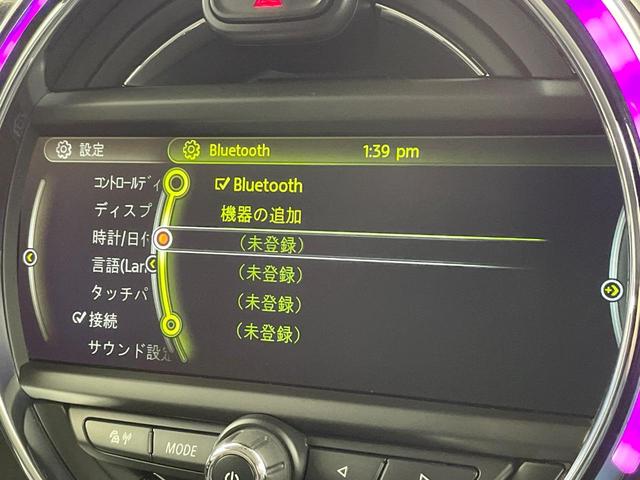 設定
Bluetooth
1:39 pm
コントロールディ
ディスプ
時計/日付
言語(Lan
タッチパ
接続
サウンド設定
Bluetooth
機器の追加
(未登録)
(未登録)
(未登録)
(未登録)
MODE